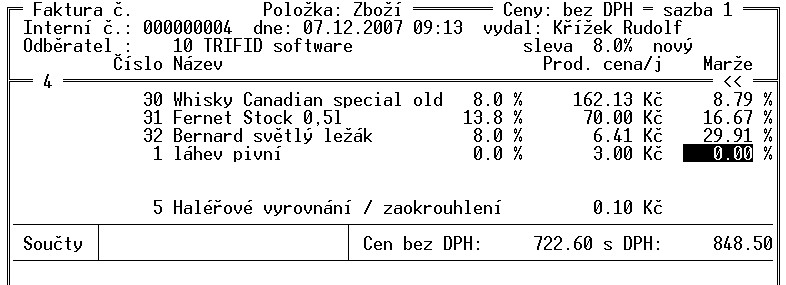 Faktura č. Položka: Zboží Ceny: bez DPH = sazba 1
Interní č.: 000000004 dne: 07.12.2007 09:13 vydal: Křížek Rudolf
Odběratel : 10 TRIFID software sleva 8.0% nový
Číslo Název Prod. cena/j Marže
4 <<
30 Whisky Canadian special old 8.0 % 162.13 Kč 8.79 %
31 Fernet Stock 0,5l 13.8 % 70.00 Kč 16.67 %
32 Bernard světlý ležák 8.0 % 6.41 Kč 29.91 %
1 láhev pivní 0.0 % 3.00 Kč 0.00 %
5 Haléřové vyrovnání / zaokrouhlení 0.10 Kč
Součty Cen bez DPH: 722.60 s DPH: 848.50